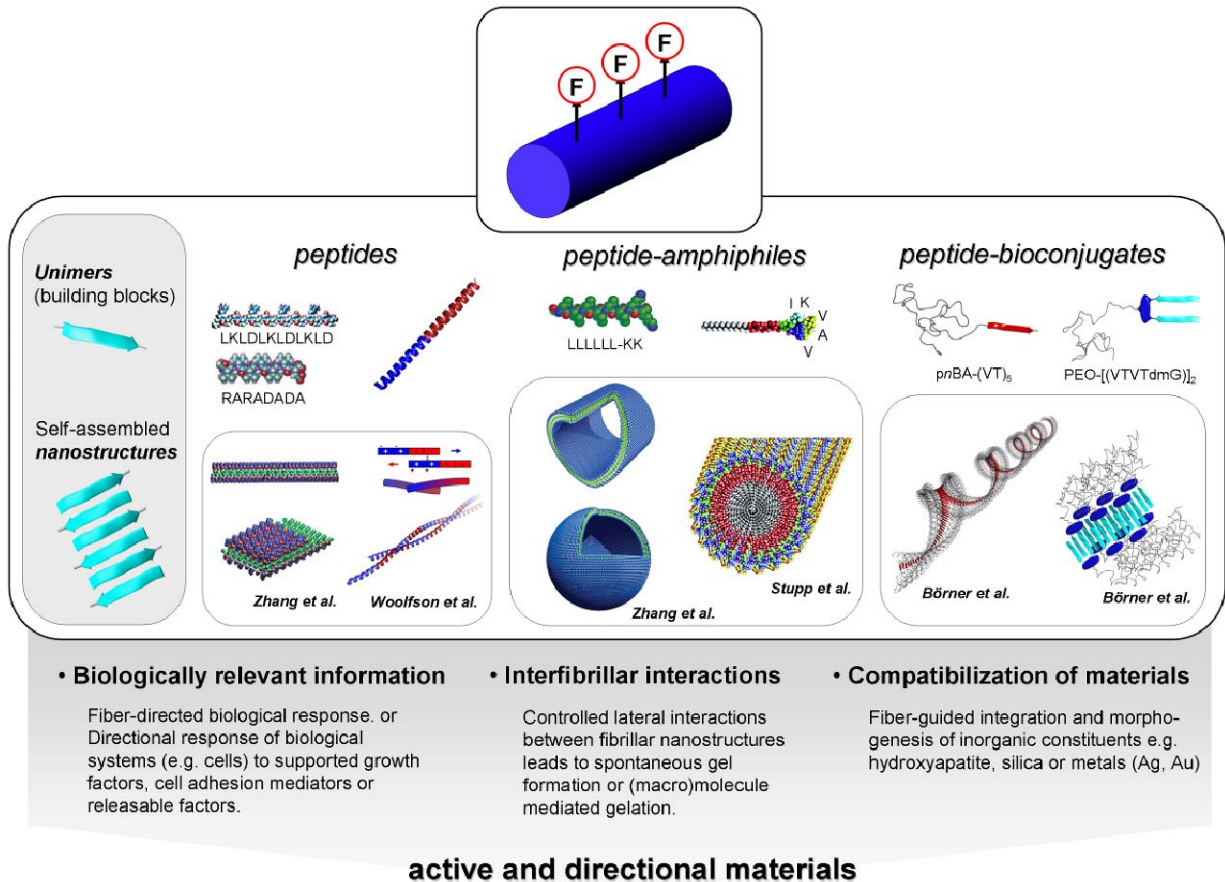 F
F
F
Unimers
(building blocks)
Self-assembled
nanostructures
peptides
LKLDLKLDLKLD
RARADADA
Zhang et al.
Woolfson et al.
peptide-amphiphiles
LLLLLL-KK
I K
V
A
V
Zhang et al.
Stupp et al.
peptide-bioconjugates
pnBA-(VT)5
PEO-[(VTVTdmG)]2
Börner et al.
Börner et al.
• Biologically relevant information
Fiber-directed biological response. or
Directional response of biological
systems (e.g. cells) to supported growth
factors, cell adhesion mediators or
releasable factors.
• Interfibrillar interactions
Controlled lateral interactions
between fibrillar nanostructures
leads to spontaneous gel
formation or (macro)molecule
mediated gelation.
• Compatibilization of materials
Fiber-guided integration and morpho-
genesis of inorganic constituents e.g.
hydroxyapatite, silica or metals (Ag, Au)
active and directional materials